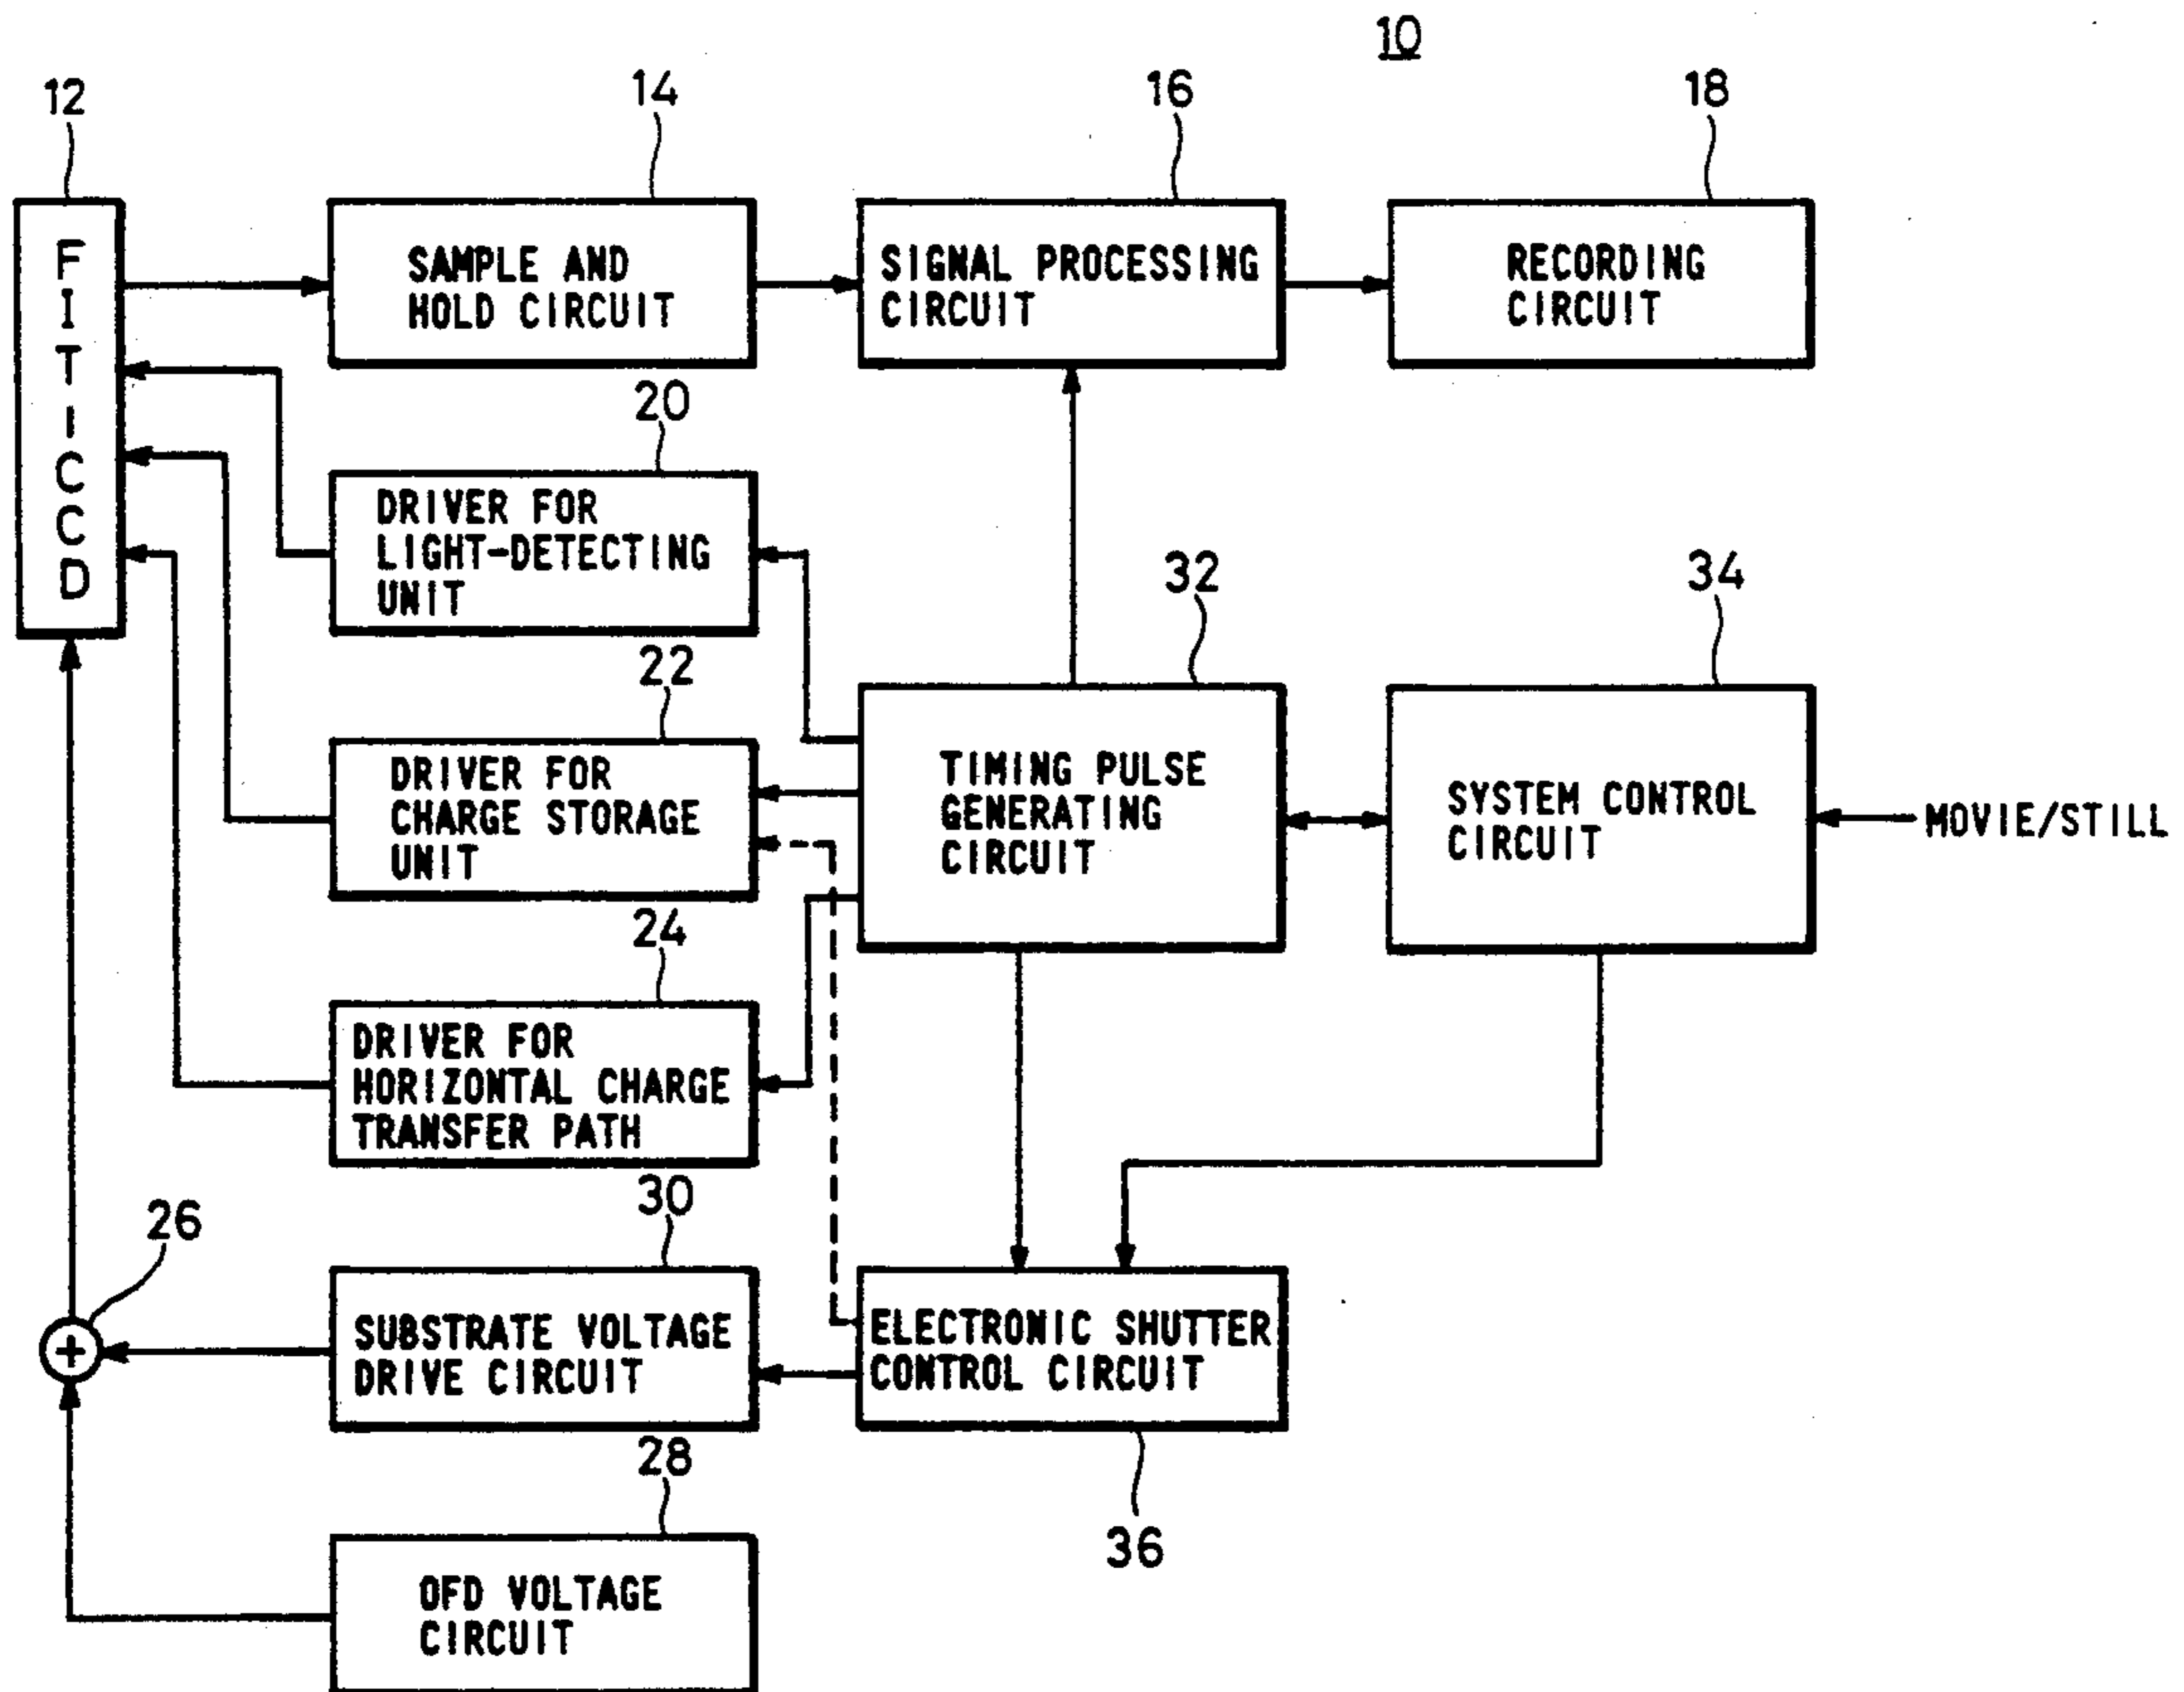 10
12
14
16
18
FIT-CCD
SAMPLE AND
HOLD CIRCUIT
SIGNAL PROCESSING
CIRCUIT
RECORDING
CIRCUIT
20
DRIVER FOR
LIGHT-DETECTING
UNIT
32
34
22
DRIVER FOR
CHARGE STORAGE
UNIT
TIMING PULSE
GENERATING
CIRCUIT
SYSTEM CONTROL
CIRCUIT
MOVIE/STILL
24
DRIVER FOR
HORIZONTAL CHARGE
TRANSFER PATH
26
+
30
SUBSTRATE VOLTAGE
DRIVE CIRCUIT
ELECTRONIC SHUTTER
CONTROL CIRCUIT
36
28
OFD VOLTAGE
CIRCUIT